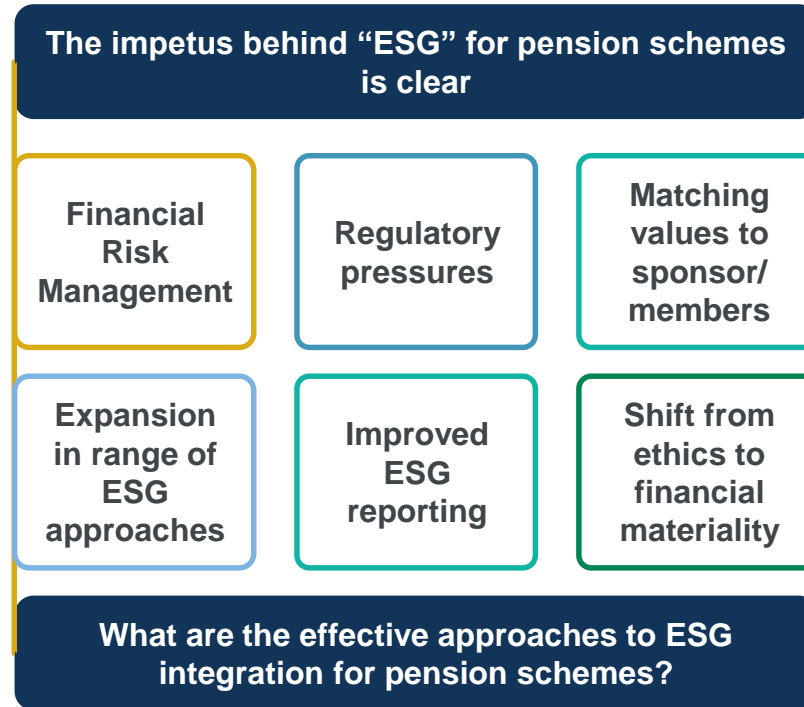 The impetus behind “ESG” for pension schemes
is clear
Financial
Risk
Management
Regulatory
pressures
Matching
values to
sponsor/
members
Expansion
in range of
ESG
approaches
Improved
ESG
reporting
Shift from
ethics to
financial
materiality
What are the effective approaches to ESG
integration for pension schemes?